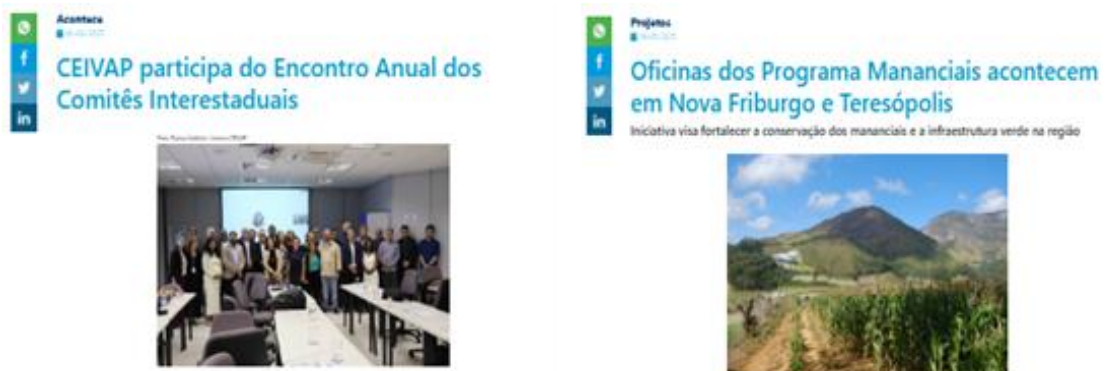 Acontece
CEIVAP participa do Encontro Anual dos
Comitês Interestaduais
Projetos
Oficinas dos Programa Mananciais acontecem
em Nova Friburgo e Teresópolis
Iniciativa visa fortalecer a conservação dos mananciais e a infraestrutura verde na região